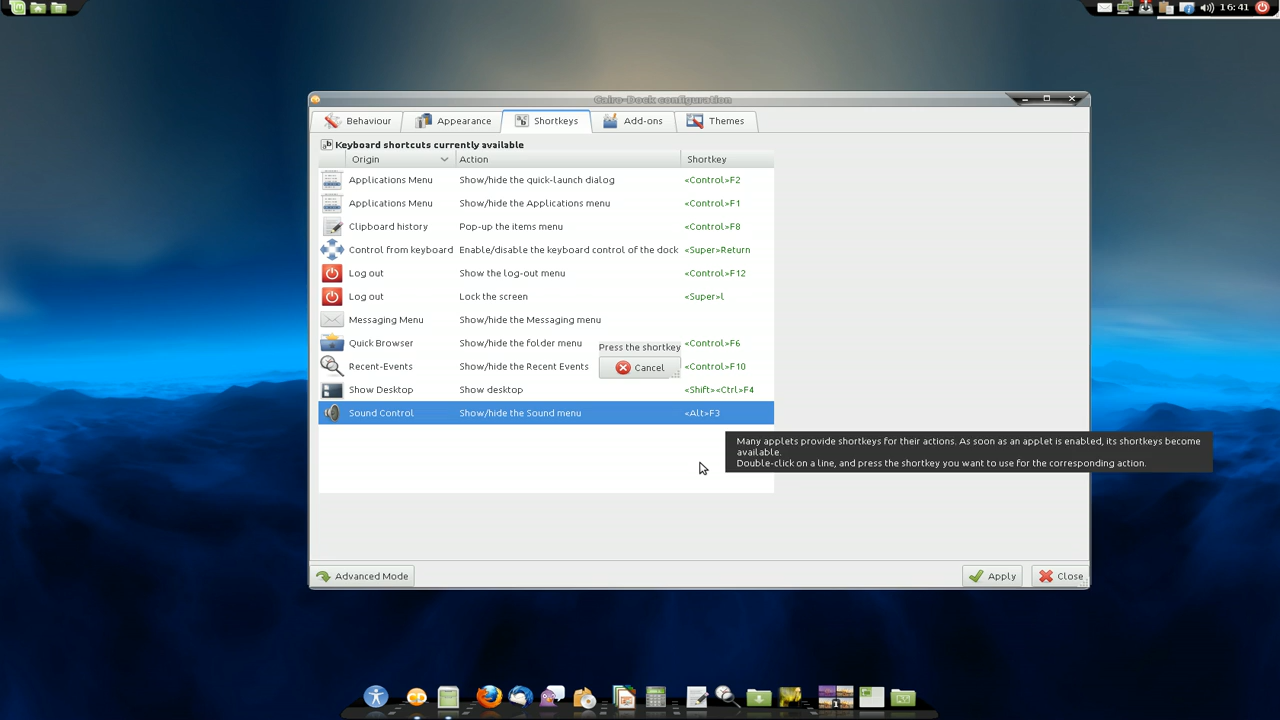 16:41
Cairo-Dock configuration
Behaviour Appearance Shortkeys Add-ons Themes
Keyboard shortcuts currently available
Origin Action Shortkey
Applications Menu Show/hide the quick-launch dialog <Control>F2
Applications Menu Show/hide the Applications menu <Control>F1
Clipboard history Pop-up the items menu <Control>F8
Control from keyboard Enable/disable the keyboard control of the dock <Super>Return
Log out Show the log-out menu <Control>F12
Log out Lock the screen <Super>l
Messaging Menu Show/hide the Messaging menu
Quick Browser Show/hide the folder menu <Control>F6
Press the shortkey
Recent-Events Show/hide the Recent Events <Control>F10
Cancel
Show Desktop Show desktop <Shift><Ctrl>F4
Sound Control Show/hide the Sound menu <Alt>F3
Many applets provide shortkeys for their actions. As soon as an applet is enabled, its shortkeys become
available.
Double-click on a line, and press the shortkey you want to use for the corresponding action.
Advanced Mode Apply Close
1